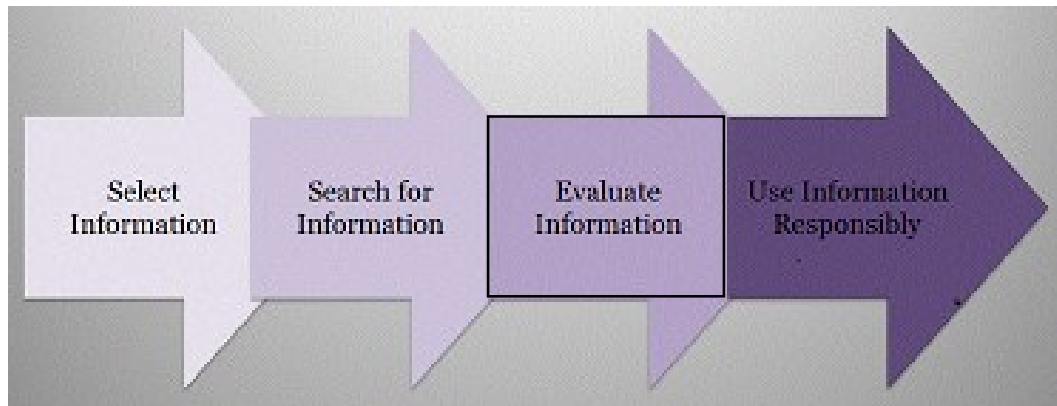 Select
Information
Search for
Information
Evaluate
Information
Use Information
Responsibly